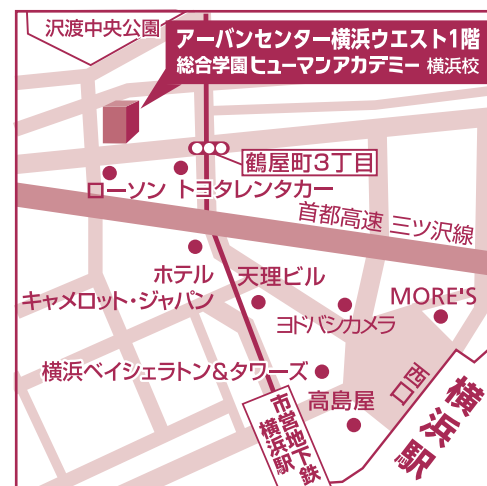 沢渡中央公園
アーバンセンター横浜ウエスト1階
総合学園ヒューマンアカデミー 横浜校
鶴屋町3丁目
ローソン
トヨタレンタカー
首都高速 三ツ沢線
ホテル
キャメロット・ジャパン
天理ビル
MORE'S
ヨドバシカメラ
横浜ベイシェラトン&タワーズ
西口
高島屋
横浜駅
市営地下鉄
横浜駅